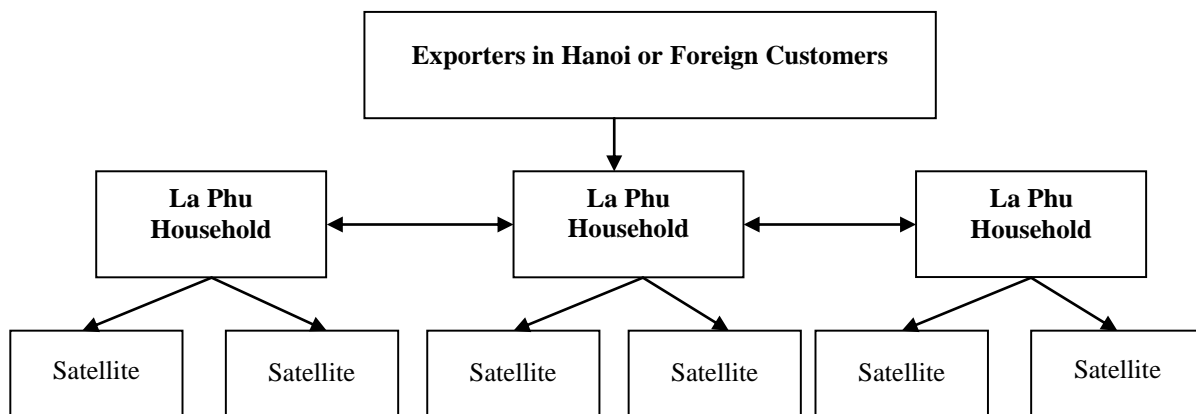 Exporters in Hanoi or Foreign Customers
La Phu
Household
La Phu
Household
La Phu
Household
Satellite
Satellite
Satellite
Satellite
Satellite
Satellite